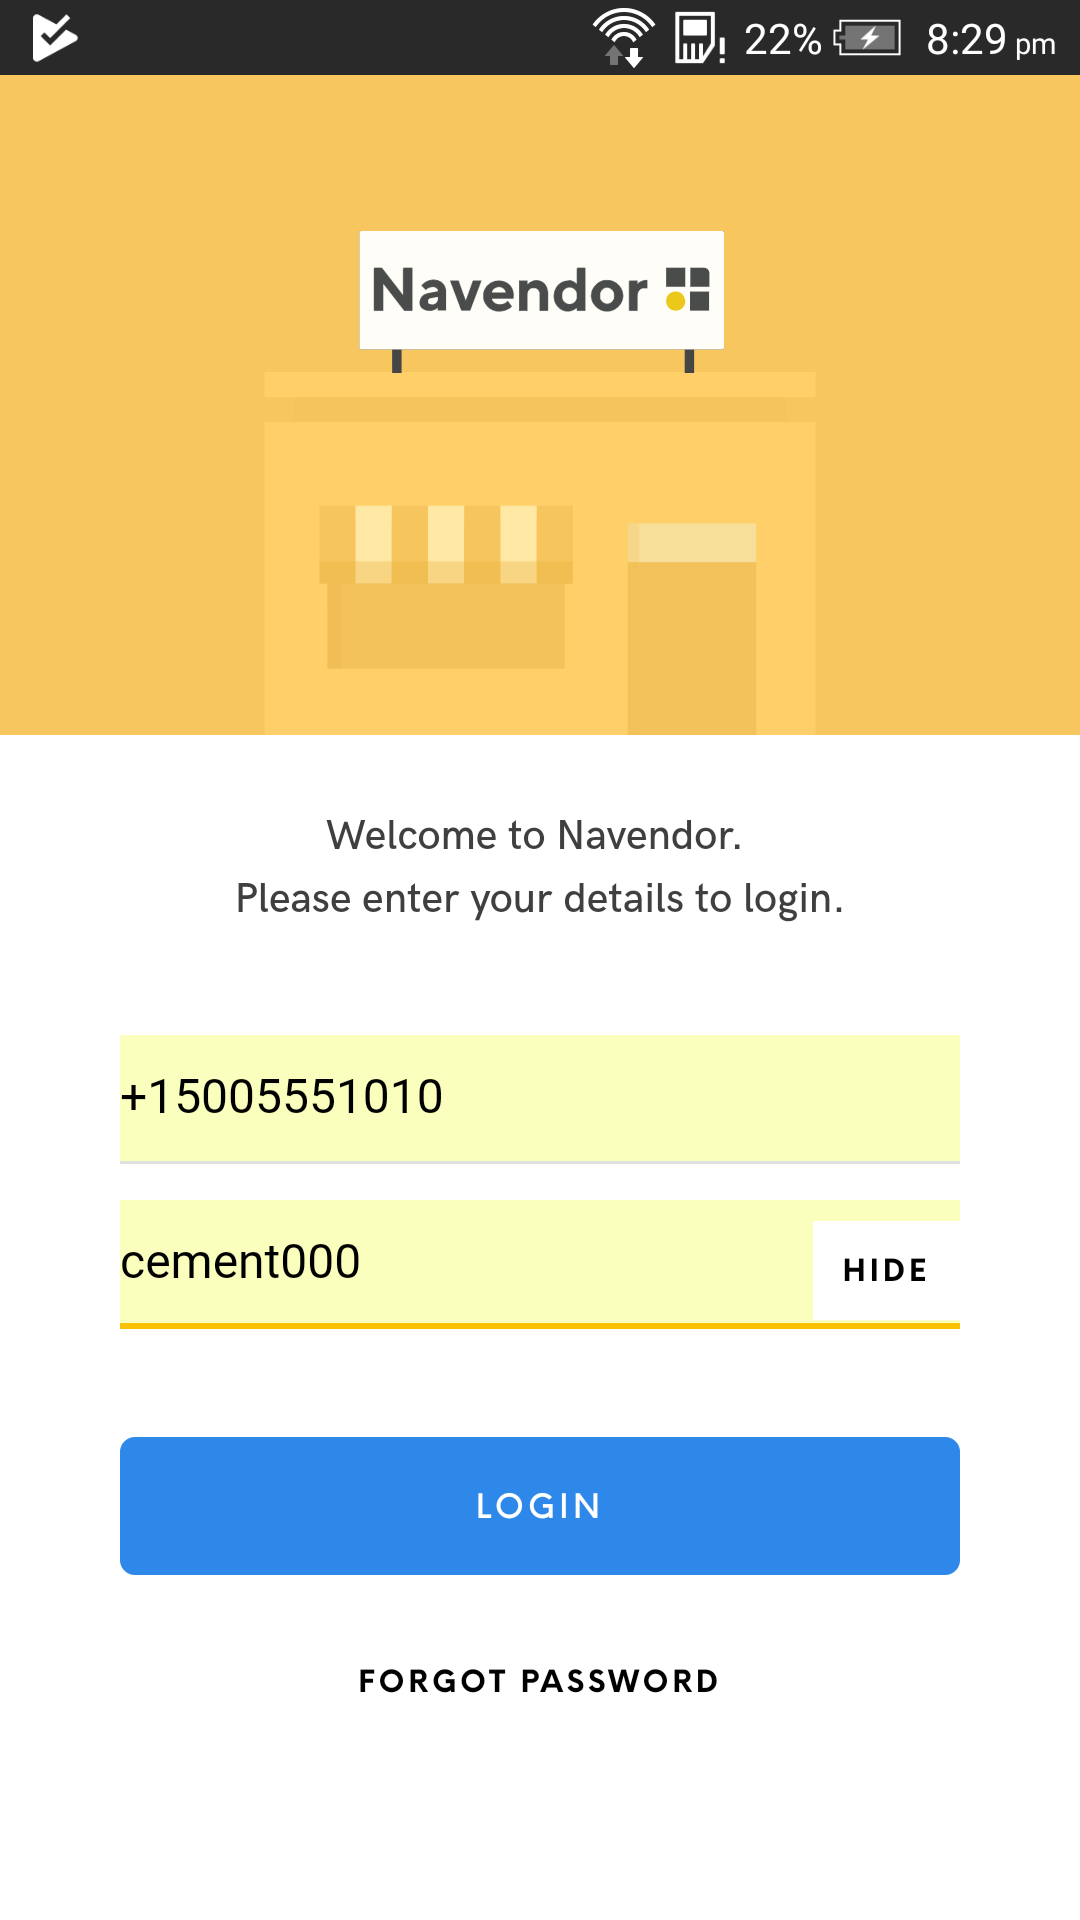 22% 8:29 pm
Navendor
Welcome to Navendor.
Please enter your details to login.
+15005551010
cement000
HIDE
LOGIN
FORGOT PASSWORD